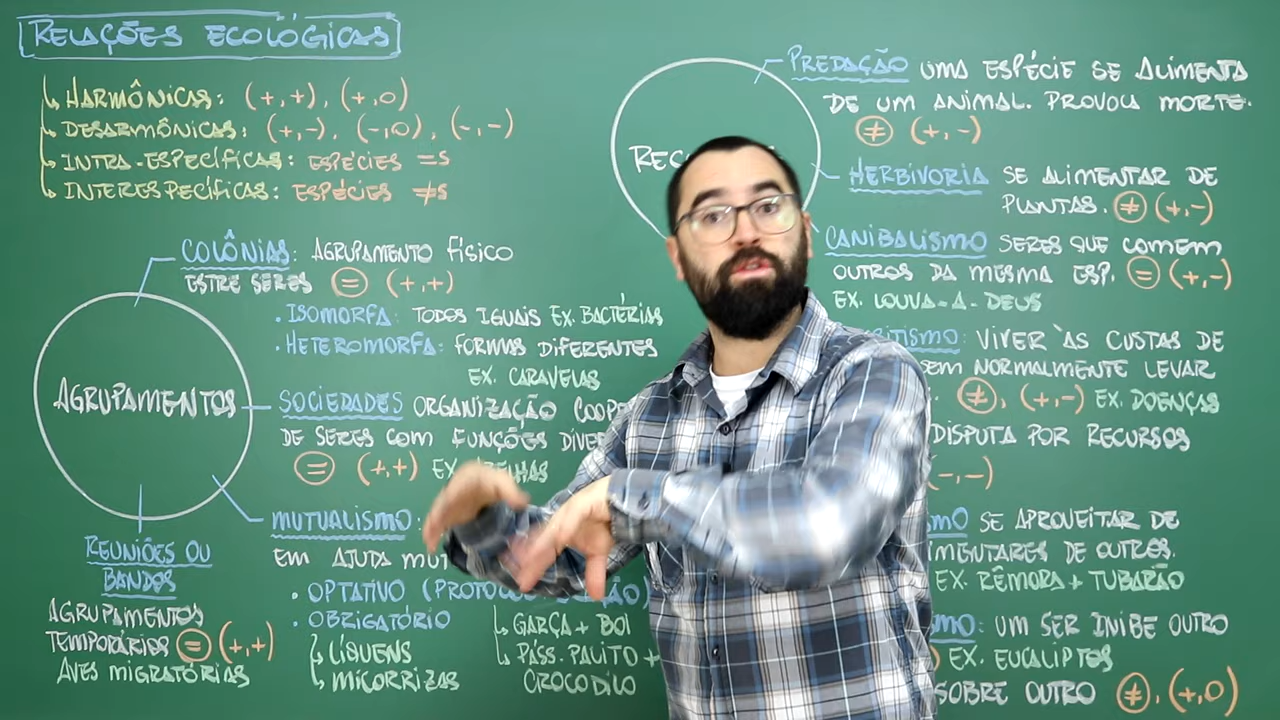 RELAÇÕES ECOLÓGICAS
HARMÔNICAS: (+,+), (+,0)
DESARMÔNICAS: (+,-), (-,0), (-,-)
INTRA-ESPECÍFICAS: ESPÉCIES =S
INTERESPECÍFICAS: ESPÉCIES ≠S
COLÔNIAS: AGRUPAMENTO FÍSICO
ESTRE SERES = (+,+)
• ISOMORFA: TODOS IGUAIS EX. BACTÉRIAS
• HETEROMORFA: FORMAS DIFERENTES
EX. CARAVELAS
AGRUPAMENTOS
SOCIEDADES ORGANIZAÇÃO
DE SERES COM FUNÇÕES
= (+,+)
MUTUALISMO:
EM AJUDA
• OPTATIVO
• OBRIGATÓRIO
LÍQUENS
MICORRIZAS
GARÇA + BOI
PÁSS. PALITO +
CROCODILO
REUNIÕES OU
BANDOS
AGRUPAMENTOS
TEMPORÁRIOS = (+,+)
AVES MIGRATÓRIAS
PREDAÇÃO UMA ESPÉCIE SE ALIMENTA
DE UM ANIMAL. PROVOCA MORTE.
≠ (+,-)
HERBIVORIA SE ALIMENTAR DE
PLANTAS. ≠ (+,-)
CANIBALISMO SERES QUE COMEM
OUTROS DA MESMA ESP. = (+,-)
EX. LOUVA-A-DEUS
VIVER ÀS CUSTAS DE
SEM NORMALMENTE LEVAR
≠, (+,-) EX. DOENÇAS
DISPUTA POR RECURSOS
(-,-)
SE APROVEITAR DE
DE OUTROS.
EX. RÊMORA + TUBARÃO
UM SER INIBE OUTRO
EX. EUCALIPTOS
SOBRE OUTRO ≠, (+,0)